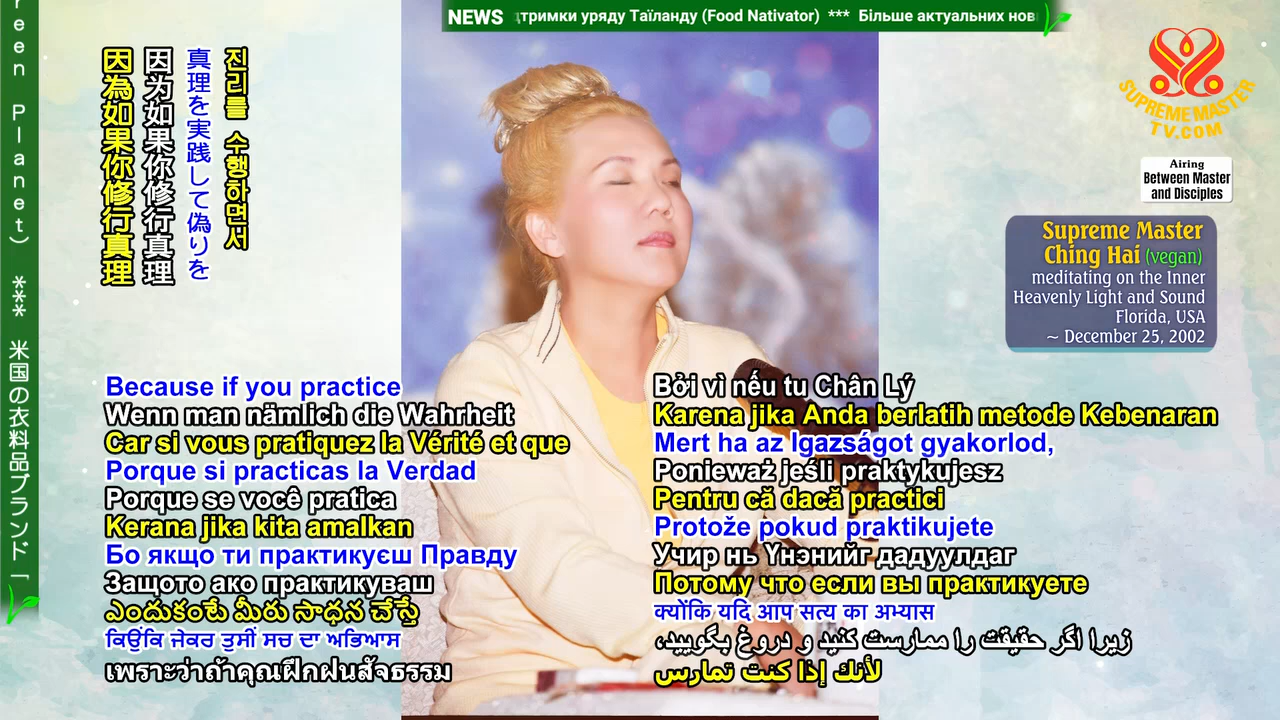 NEWS дтримки уряду Таїланду (Food Nativator) *** Більше актуальних нов
reen Planet) *** 米国の衣料品ブランド「
SUPREME MASTER
TV.COM
Airing
Between Master
and Disciples
Supreme Master
Ching Hai (vegan)
meditating on the Inner
Heavenly Light and Sound
Florida, USA
~ December 25, 2002
진리를 수행하면서
真理を実践して偽りを
因为如果你修行真理
因為如果你修行真理
Because if you practice
Wenn man nämlich die Wahrheit
Car si vous pratiquez la Vérité et que
Porque si practicas la Verdad
Porque se você pratica
Kerana jika kita amalkan
Бо якщо ти практикуєш Правду
Защото ако практикуваш
ఎందుకంటే మీరు సాధన చేస్తే
ਕਿਉਂਕਿ ਜੇਕਰ ਤੁਸੀਂ ਸਚ ਦਾ ਅਭਿਆਸ
เพราะว่าถ้าคุณฝึกฝนสัจธรรม
Bởi vì nếu tu Chân Lý
Karena jika Anda berlatih metode Kebenaran
Mert ha az Igazságot gyakorlod,
Ponieważ jeśli praktykujesz
Pentru că dacă practici
Protože pokud praktikujete
Учир нь Үнэнийг дадуулдаг
Потому что если вы практикуете
क्योंकि यदि आप सत्य का अभ्यास
زیرا اگر حقیقت را ممارست کنید و دروغ بگویید،
لأنك إذا كنت تمارس